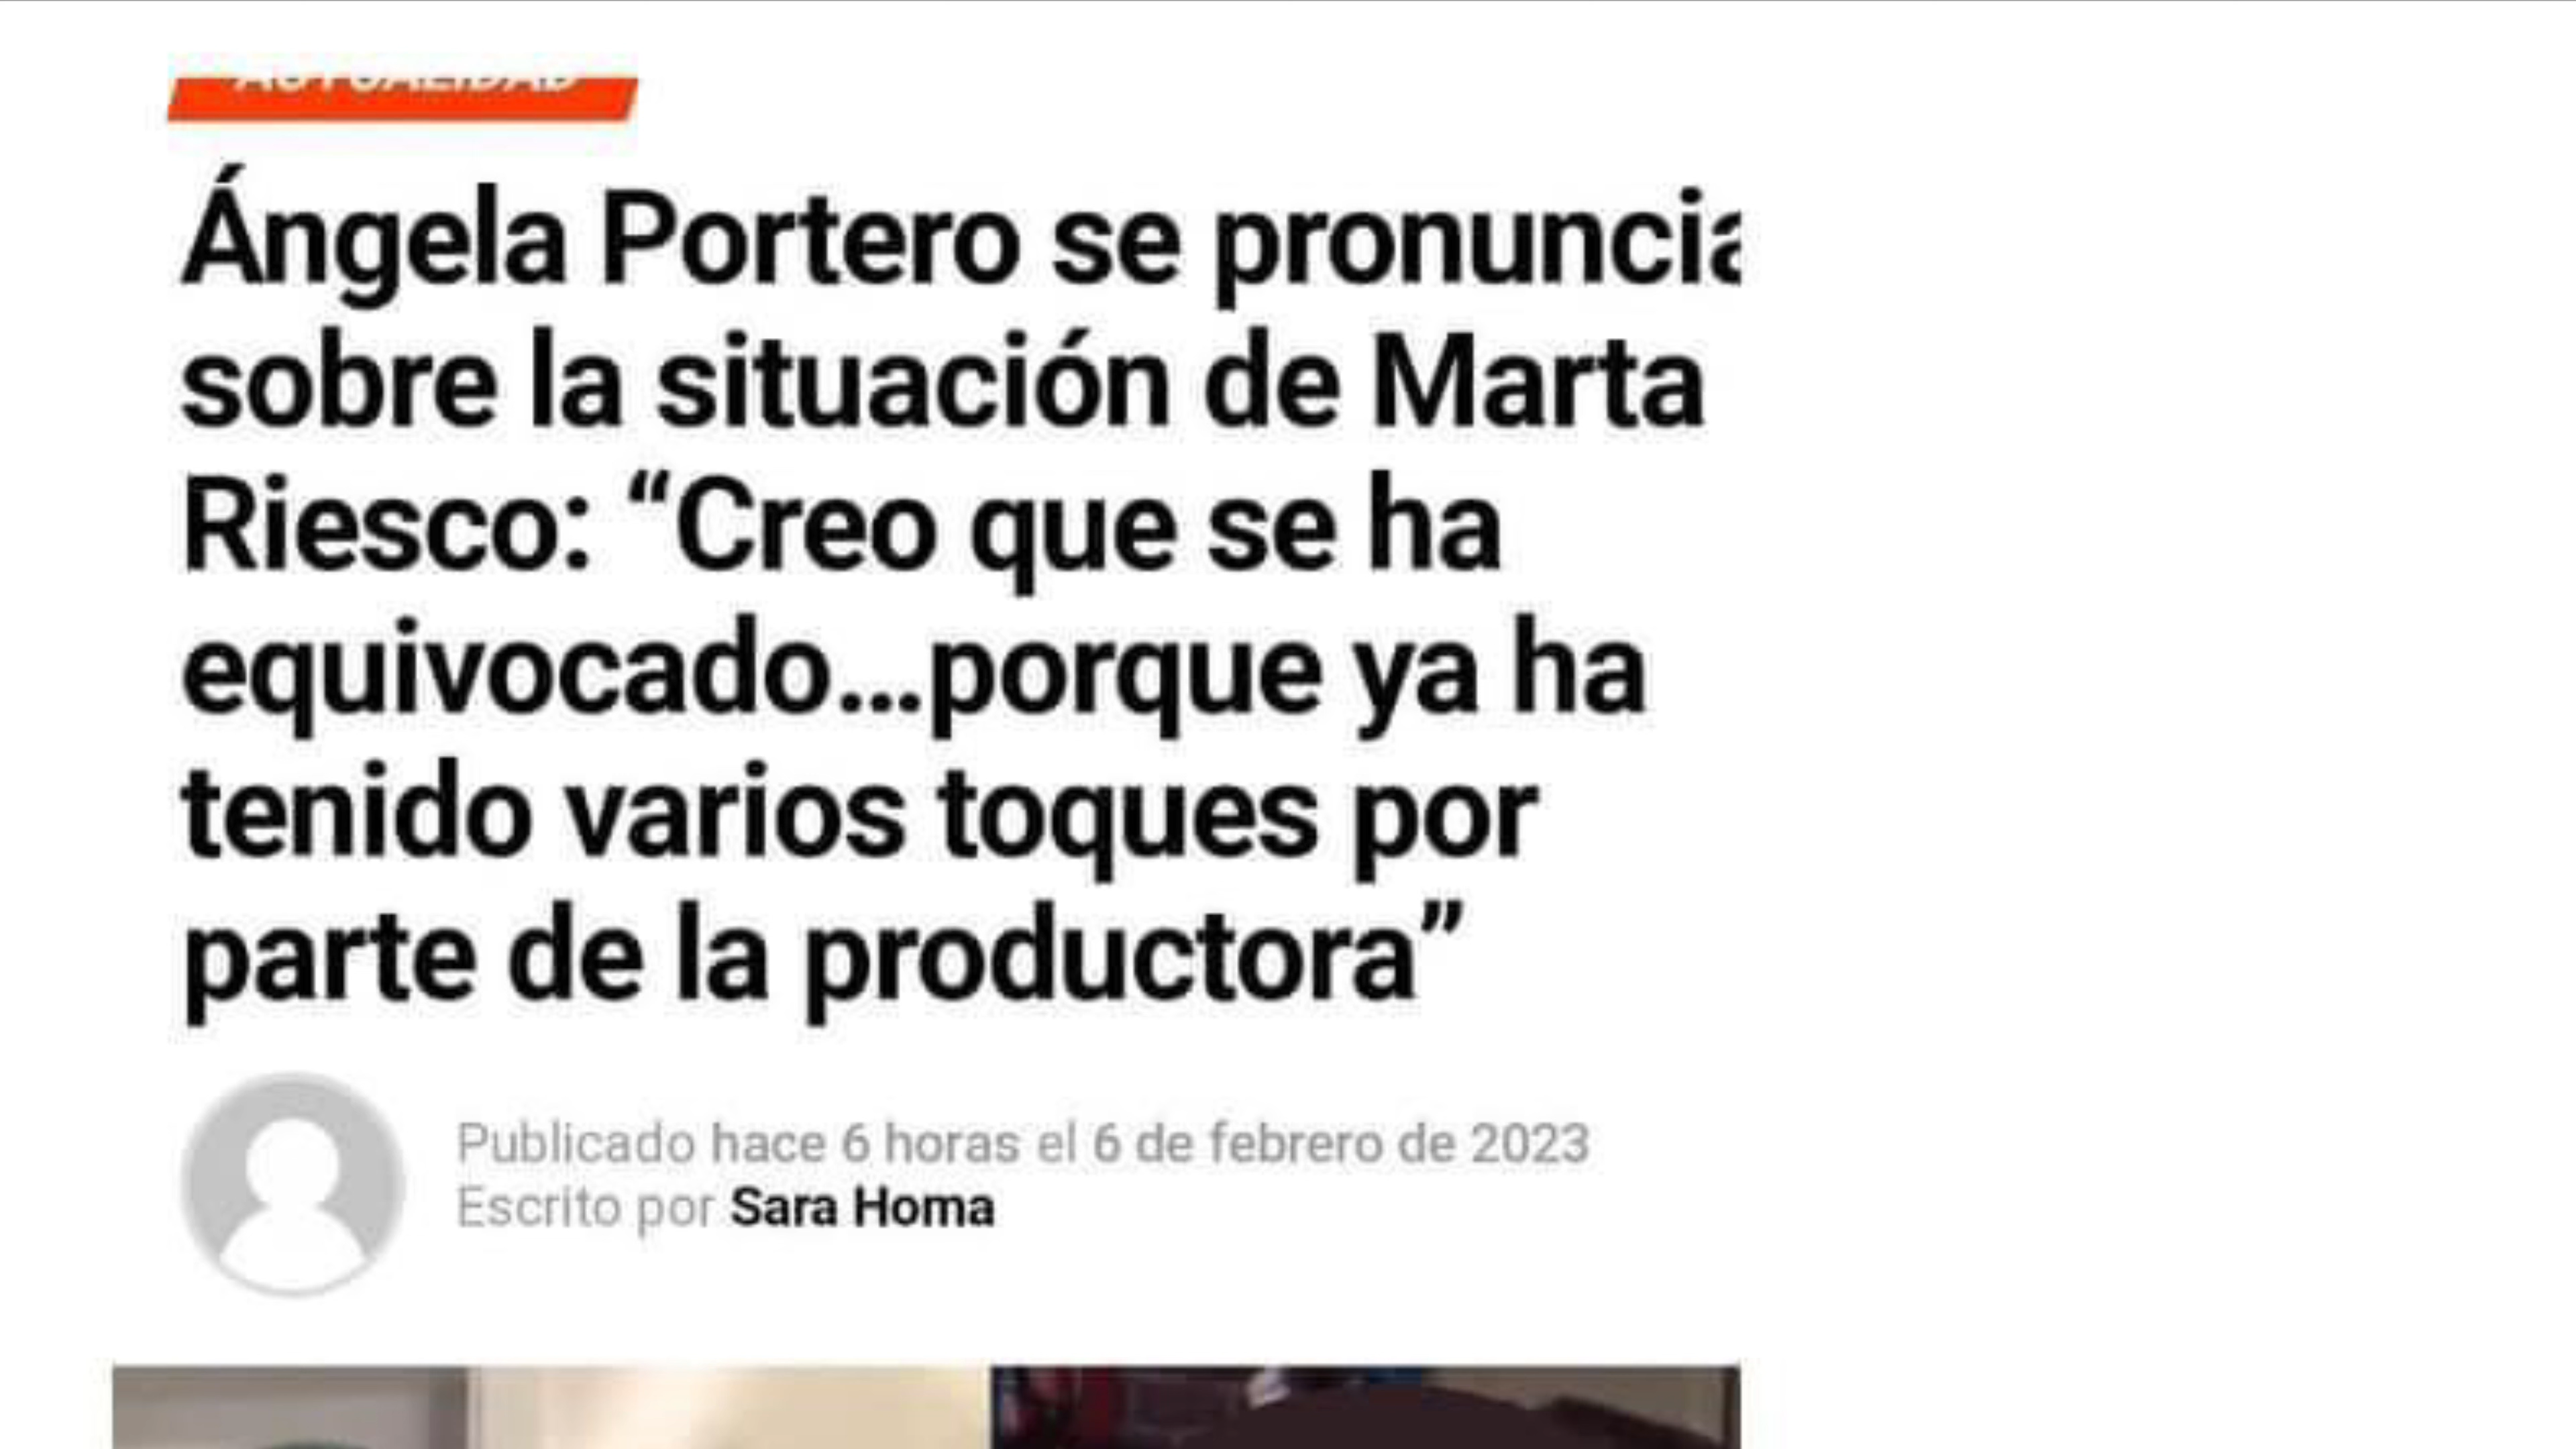 ACTUALIDAD
Ángela Portero se pronuncia
sobre la situación de Marta
Riesco: “Creo que se ha
equivocado...porque ya ha
tenido varios toques por
parte de la productora”
Publicado hace 6 horas el 6 de febrero de 2023
Escrito por Sara Homa